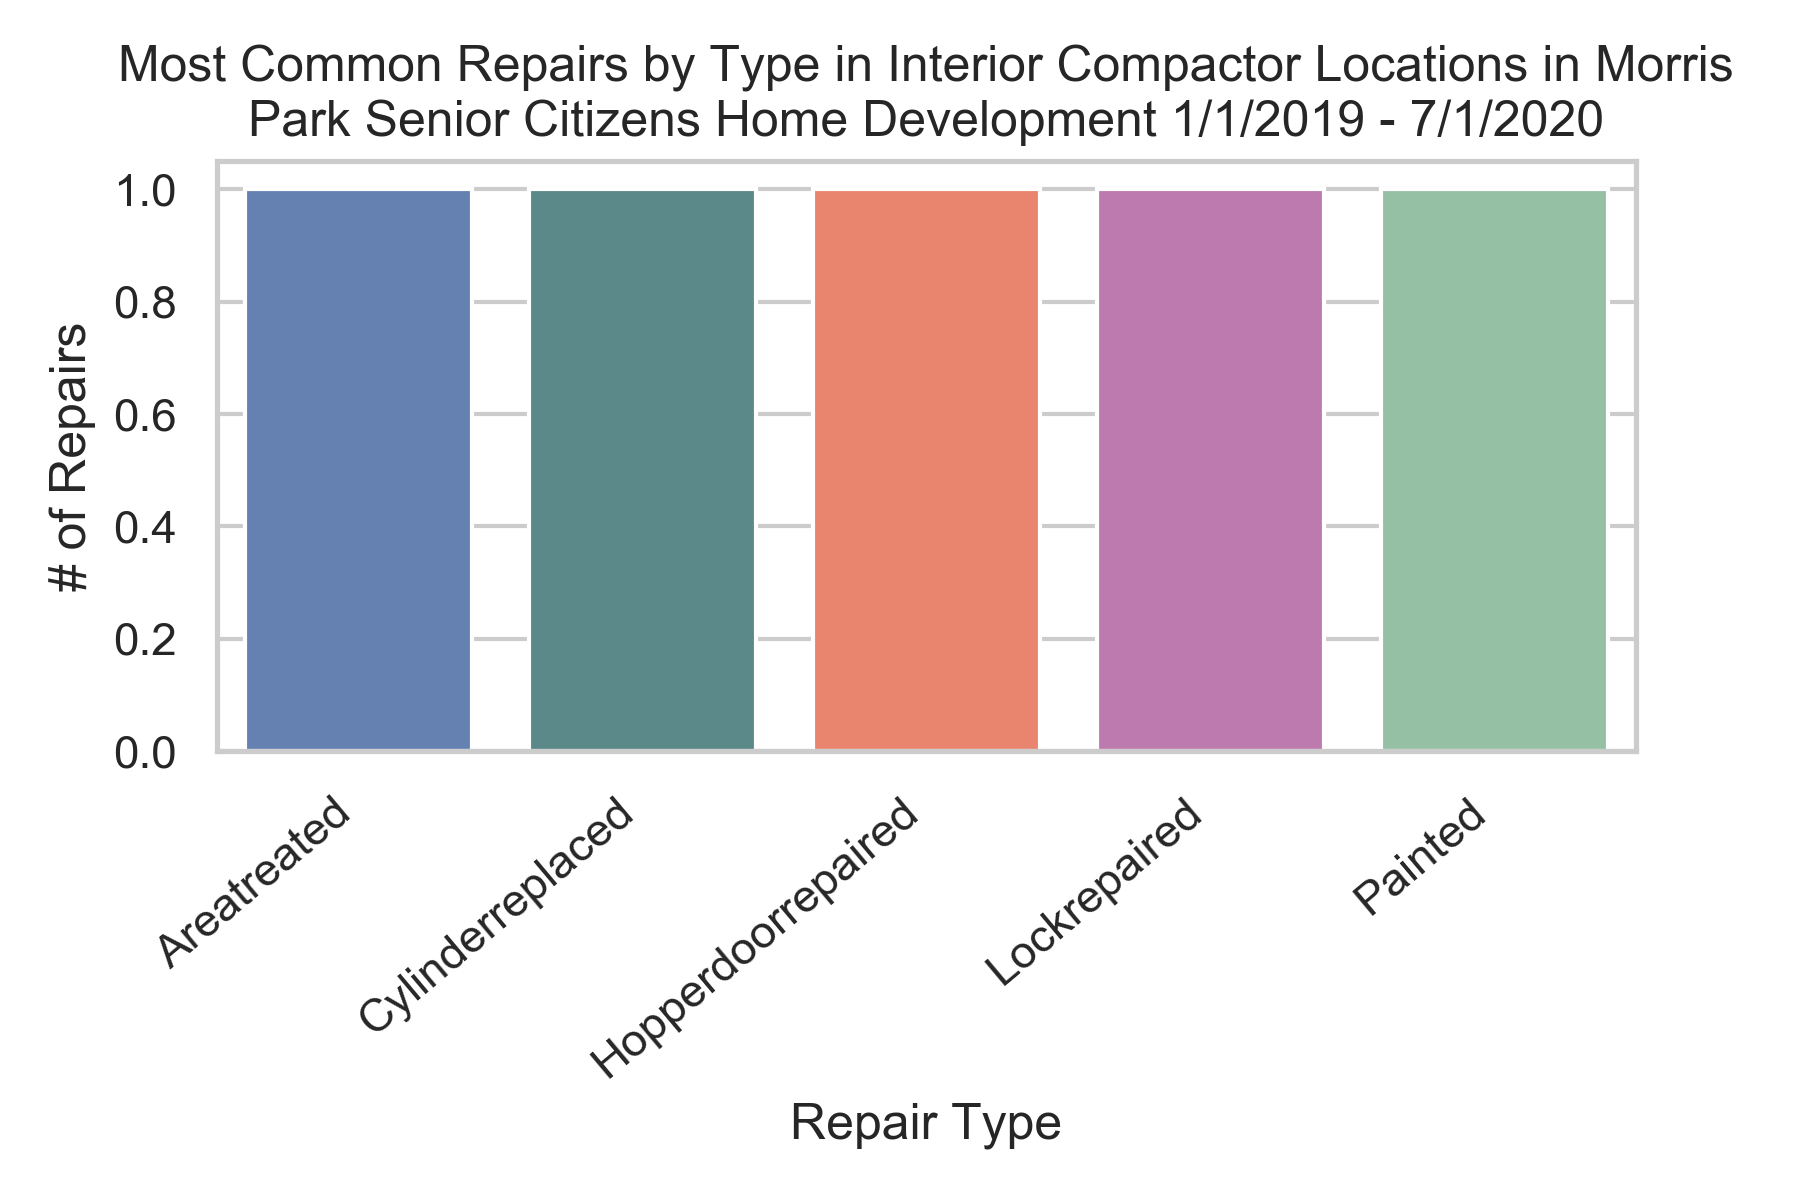 Most Common Repairs by Type in Interior Compactor Locations in Morris
Park Senior Citizens Home Development 1/1/2019 - 7/1/2020
# of Repairs
1.0
0.8
0.6
0.4
0.2
0.0
Areatreated
Cylinderreplaced
Hopperdoorrepaired
Lockrepaired
Painted
Repair Type